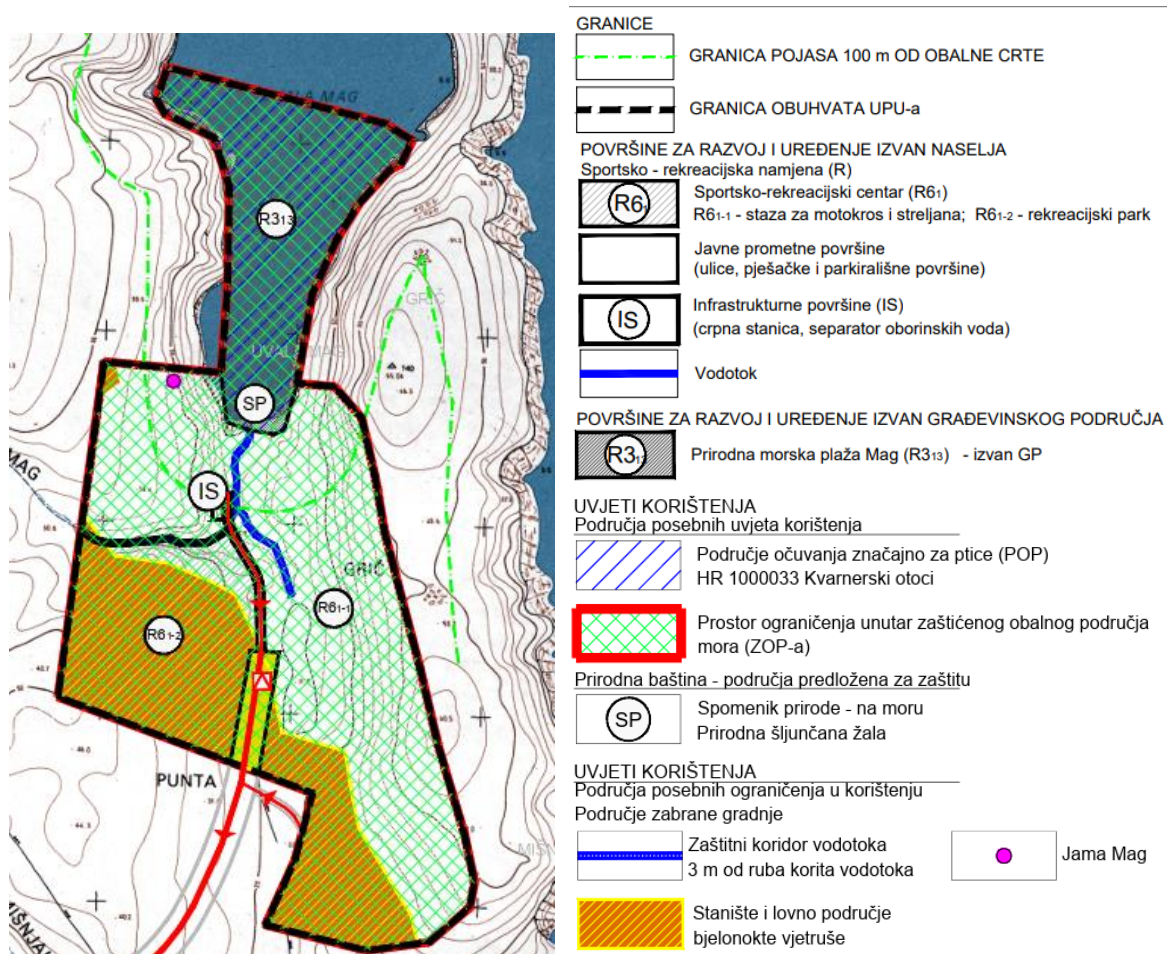 GRANICE
GRANICA POJASA 100 m OD OBALNE CRTE
GRANICA OBUHVATA UPU-a
POVRŠINE ZA RAZVOJ I UREĐENJE IZVAN NASELJA
Sportsko - rekreacijska namjena (R)
R6₁
Sportsko-rekreacijski centar (R6₁)
R6₁₋₁ - staza za motokros i streljana; R6₁₋₂ - rekreacijski park
Javne prometne površine
(ulice, pješačke i parkirališne površine)
IS
Infrastrukturne površine (IS)
(crpna stanica, separator oborinskih voda)
Vodotok
POVRŠINE ZA RAZVOJ I UREĐENJE IZVAN GRAĐEVINSKOG PODRUČJA
R3₁₃
Prirodna morska plaža Mag (R3₁₃) - izvan GP
UVJETI KORIŠTENJA
Područja posebnih uvjeta korištenja
Područje očuvanja značajno za ptice (POP)
HR 1000033 Kvarnerski otoci
Prostor ograničenja unutar zaštićenog obalnog područja
mora (ZOP-a)
Prirodna baština - područja predložena za zaštitu
SP
Spomenik prirode - na moru
Prirodna šljunčana žala
UVJETI KORIŠTENJA
Područja posebnih ograničenja u korištenju
Područje zabrane gradnje
Zaštitni koridor vodotoka
3 m od ruba korita vodotoka
Jama Mag
Stanište i lovno područje
bjelonokte vjetruše
MAG
R3₁₃
GRIČ
140
UVALA MAG
SP
MAG
IS
GRIČ
R6₁₋₁
R6₁₋₂
PUNTA